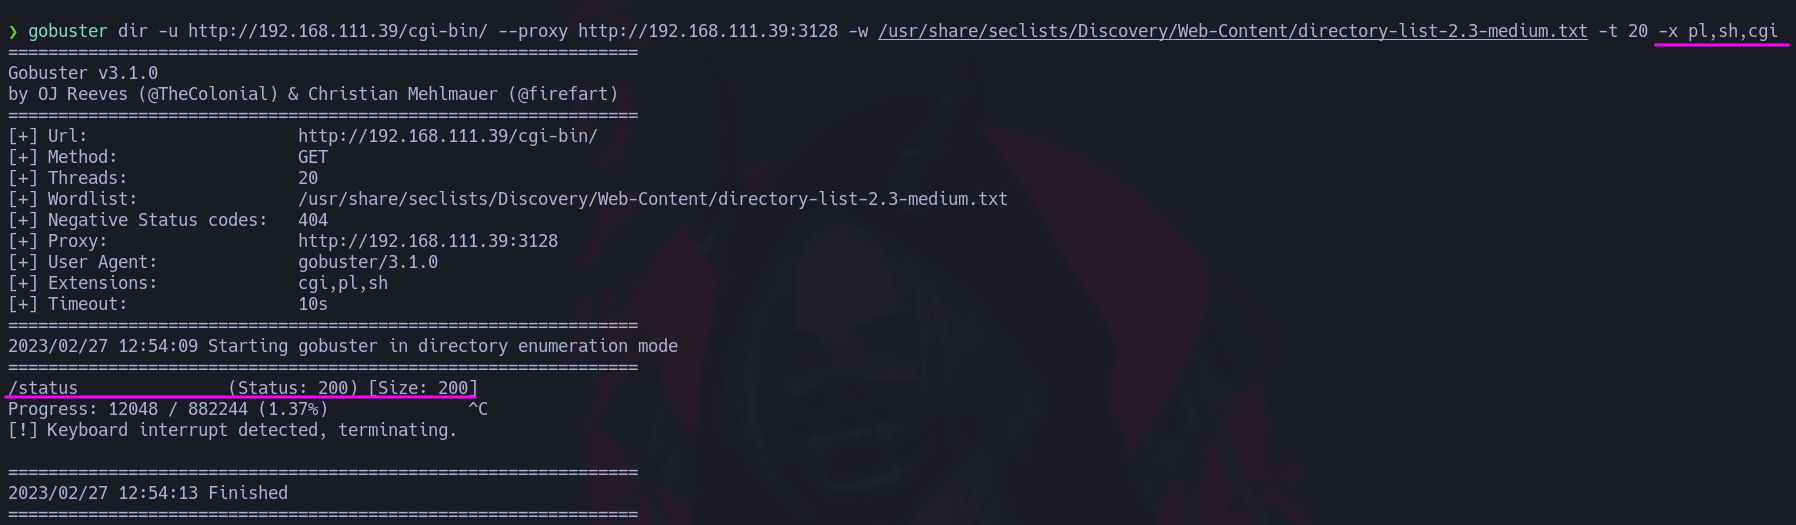 ❯ gobuster dir -u http://192.168.111.39/cgi-bin/ --proxy http://192.168.111.39:3128 -w /usr/share/seclists/Discovery/Web-Content/directory-list-2.3-medium.txt -t 20 -x pl,sh,cgi
===============================================================
Gobuster v3.1.0
by OJ Reeves (@TheColonial) & Christian Mehlmauer (@firefart)
===============================================================
[+] Url:                     http://192.168.111.39/cgi-bin/
[+] Method:                  GET
[+] Threads:                 20
[+] Wordlist:                /usr/share/seclists/Discovery/Web-Content/directory-list-2.3-medium.txt
[+] Negative Status codes:   404
[+] Proxy:                   http://192.168.111.39:3128
[+] User Agent:              gobuster/3.1.0
[+] Extensions:              cgi,pl,sh
[+] Timeout:                 10s
===============================================================
2023/02/27 12:54:09 Starting gobuster in directory enumeration mode
===============================================================
/status               (Status: 200) [Size: 200]
Progress: 12048 / 882244 (1.37%)              ^C
[!] Keyboard interrupt detected, terminating.
===============================================================
2023/02/27 12:54:13 Finished
===============================================================